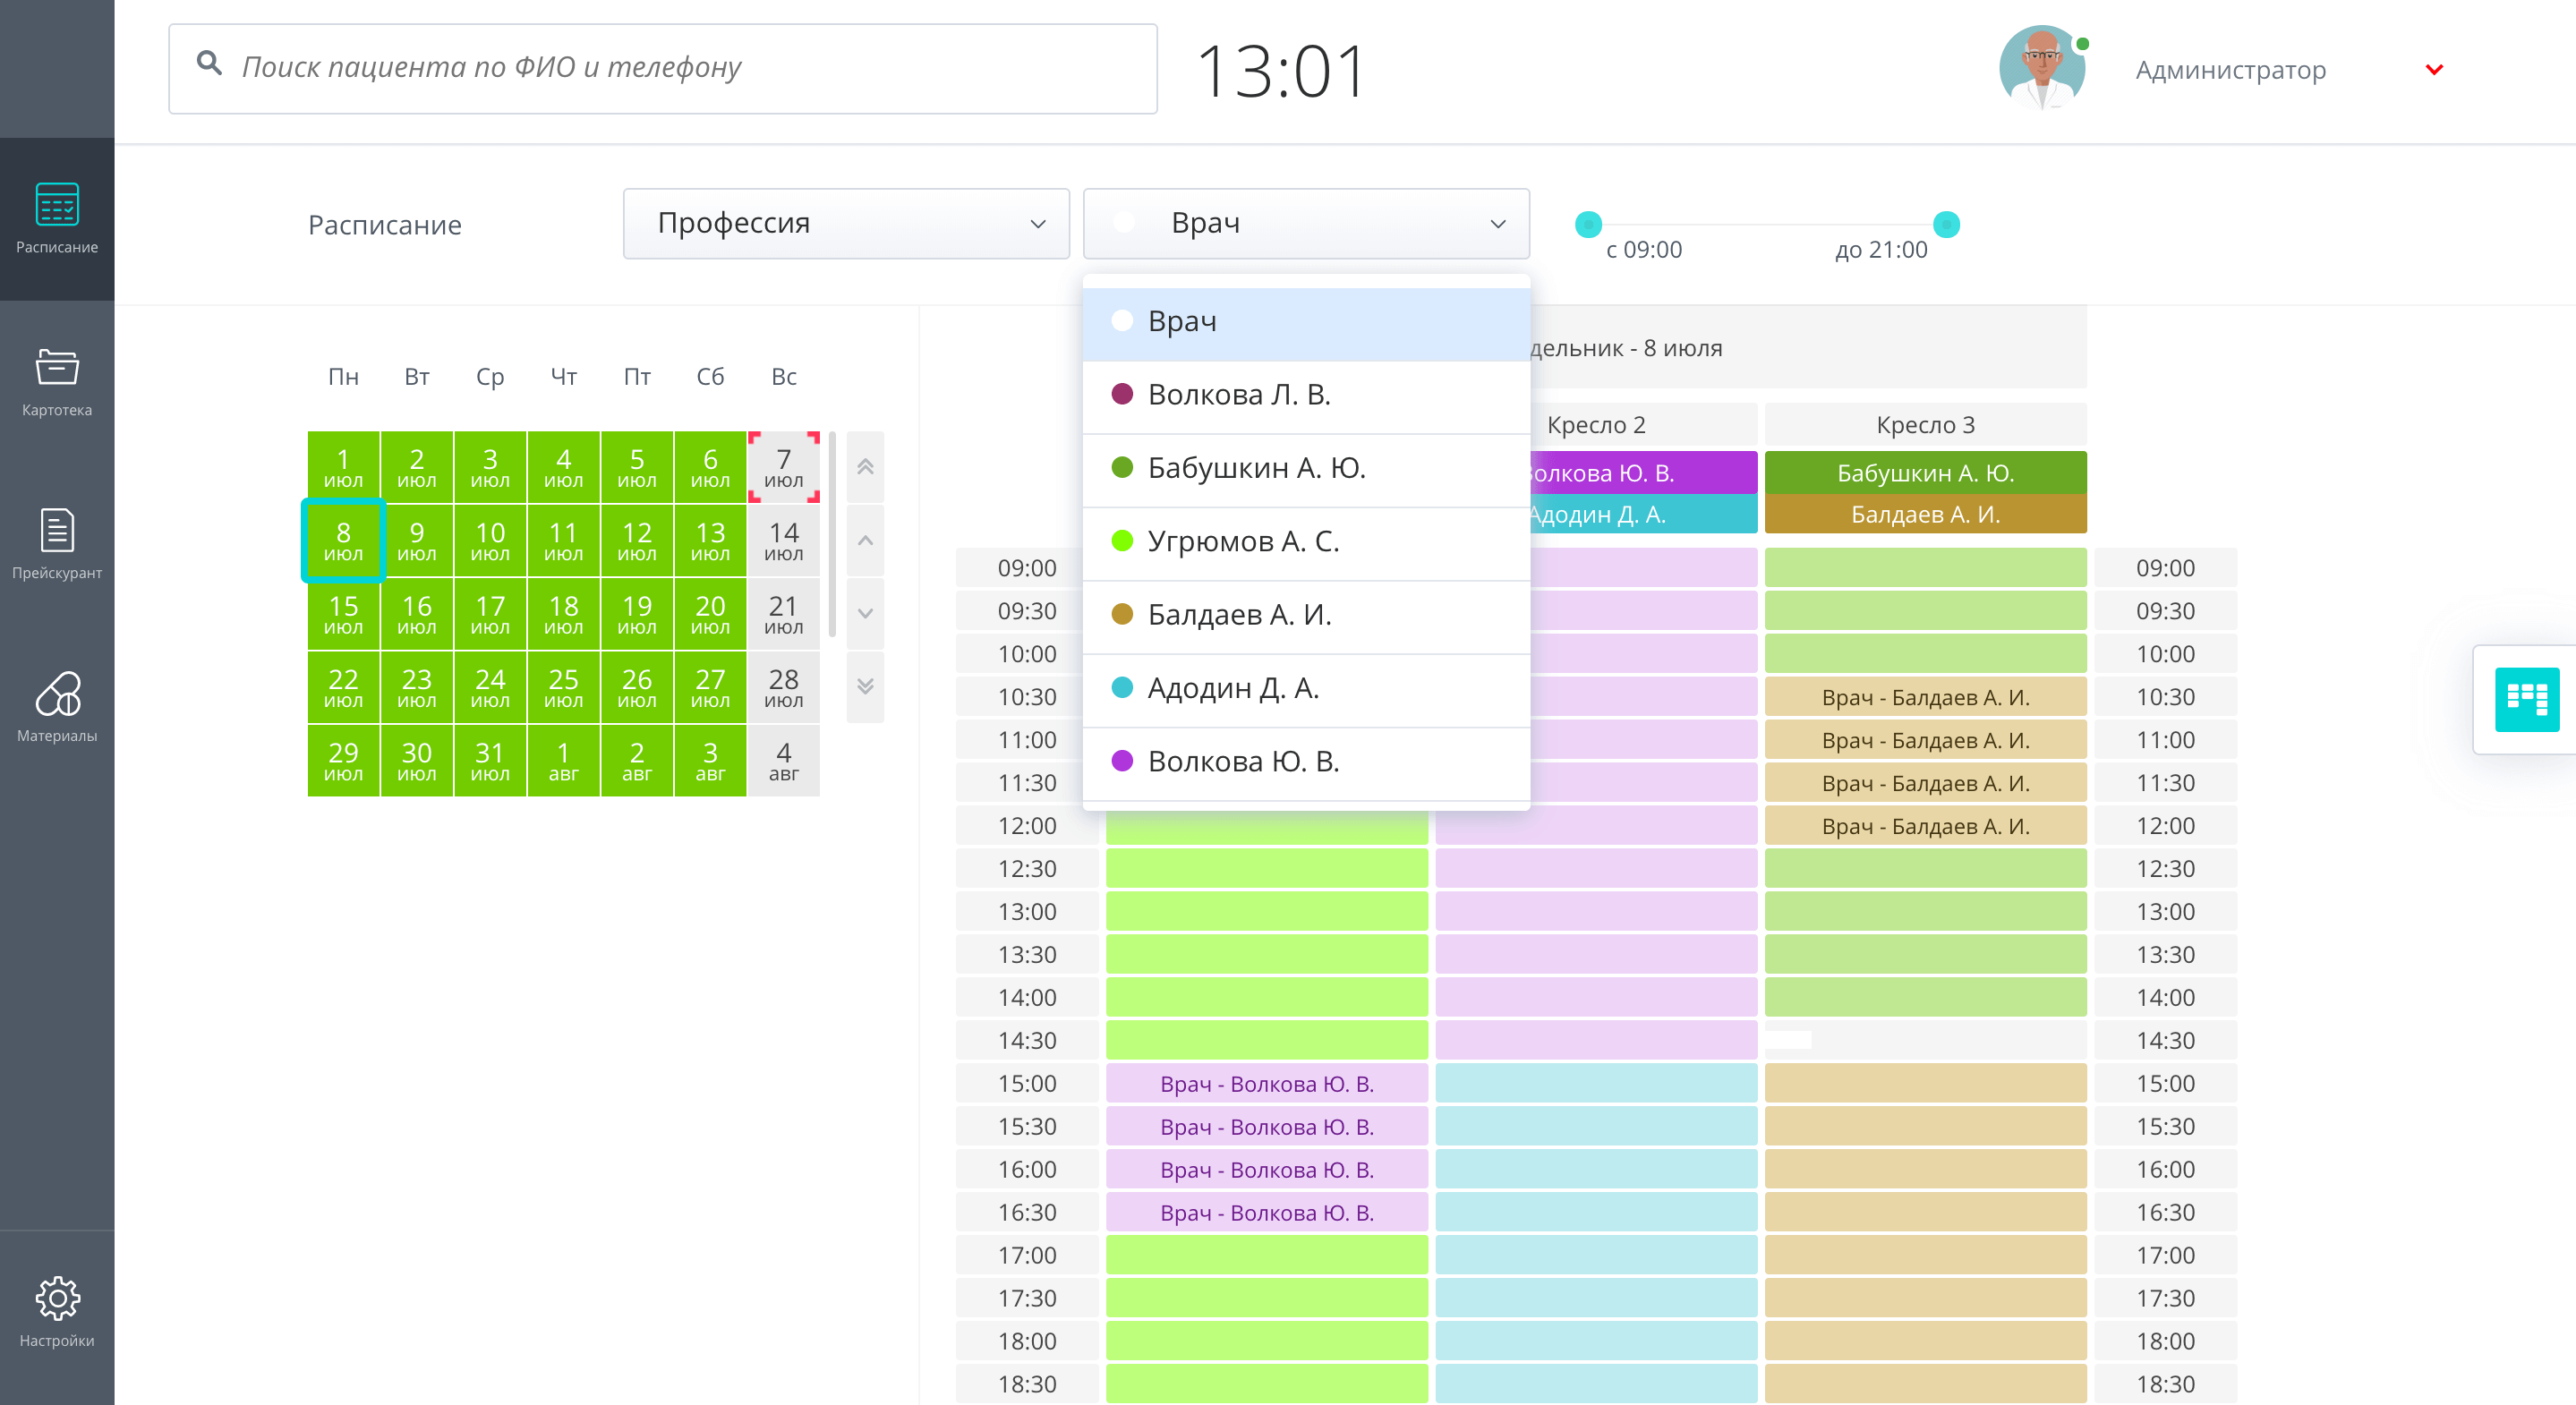 Поиск пациента по ФИО и телефону
13:01
Администратор
Расписание
Картотека
Прейскурант
Материалы
Настройки
Расписание
Профессия
Врач
с 09:00
до 21:00
Врач
Волкова Л. В.
Бабушкин А. Ю.
Угрюмов А. С.
Балдаев А. И.
Адодин Д. А.
Волкова Ю. В.
Пн Вт Ср Чт Пт Сб Вс
1 2 3 4 5 6 7
июл июл июл июл июл июл июл
8 9 10 11 12 13 14
июл июл июл июл июл июл июл
15 16 17 18 19 20 21
июл июл июл июл июл июл июл
22 23 24 25 26 27 28
июл июл июл июл июл июл июл
29 30 31 1 2 3 4
июл июл июл авг авг авг авг
дельник - 8 июля
Кресло 2 Кресло 3
олкова Ю. В. Бабушкин А. Ю.
Адодин Д. А. Балдаев А. И.
09:00 09:00
09:30 09:30
10:00 10:00
10:30 Врач - Балдаев А. И. 10:30
11:00 Врач - Балдаев А. И. 11:00
11:30 Врач - Балдаев А. И. 11:30
12:00 Врач - Балдаев А. И. 12:00
12:30 12:30
13:00 13:00
13:30 13:30
14:00 14:00
14:30 14:30
15:00 Врач - Волкова Ю. В. 15:00
15:30 Врач - Волкова Ю. В. 15:30
16:00 Врач - Волкова Ю. В. 16:00
16:30 Врач - Волкова Ю. В. 16:30
17:00 17:00
17:30 17:30
18:00 18:00
18:30 18:30